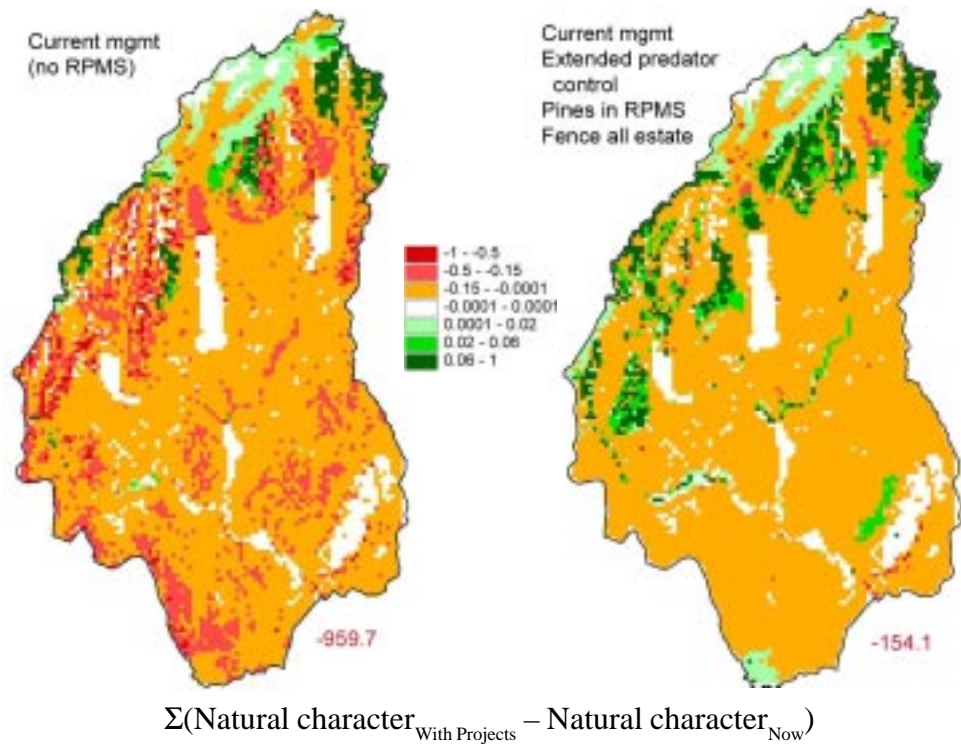 Current mgmt
(no RPMS)
Current mgmt
Extended predator
control
Pines in RPMS
Fence all estate
-1 - -0.5
-0.5 - -0.15
-0.15 - -0.0001
-0.0001 - 0.0001
0.0001 - 0.02
0.02 - 0.06
0.06 - 1
-959.7
-154.1
Σ(Natural character With Projects – Natural character Now)